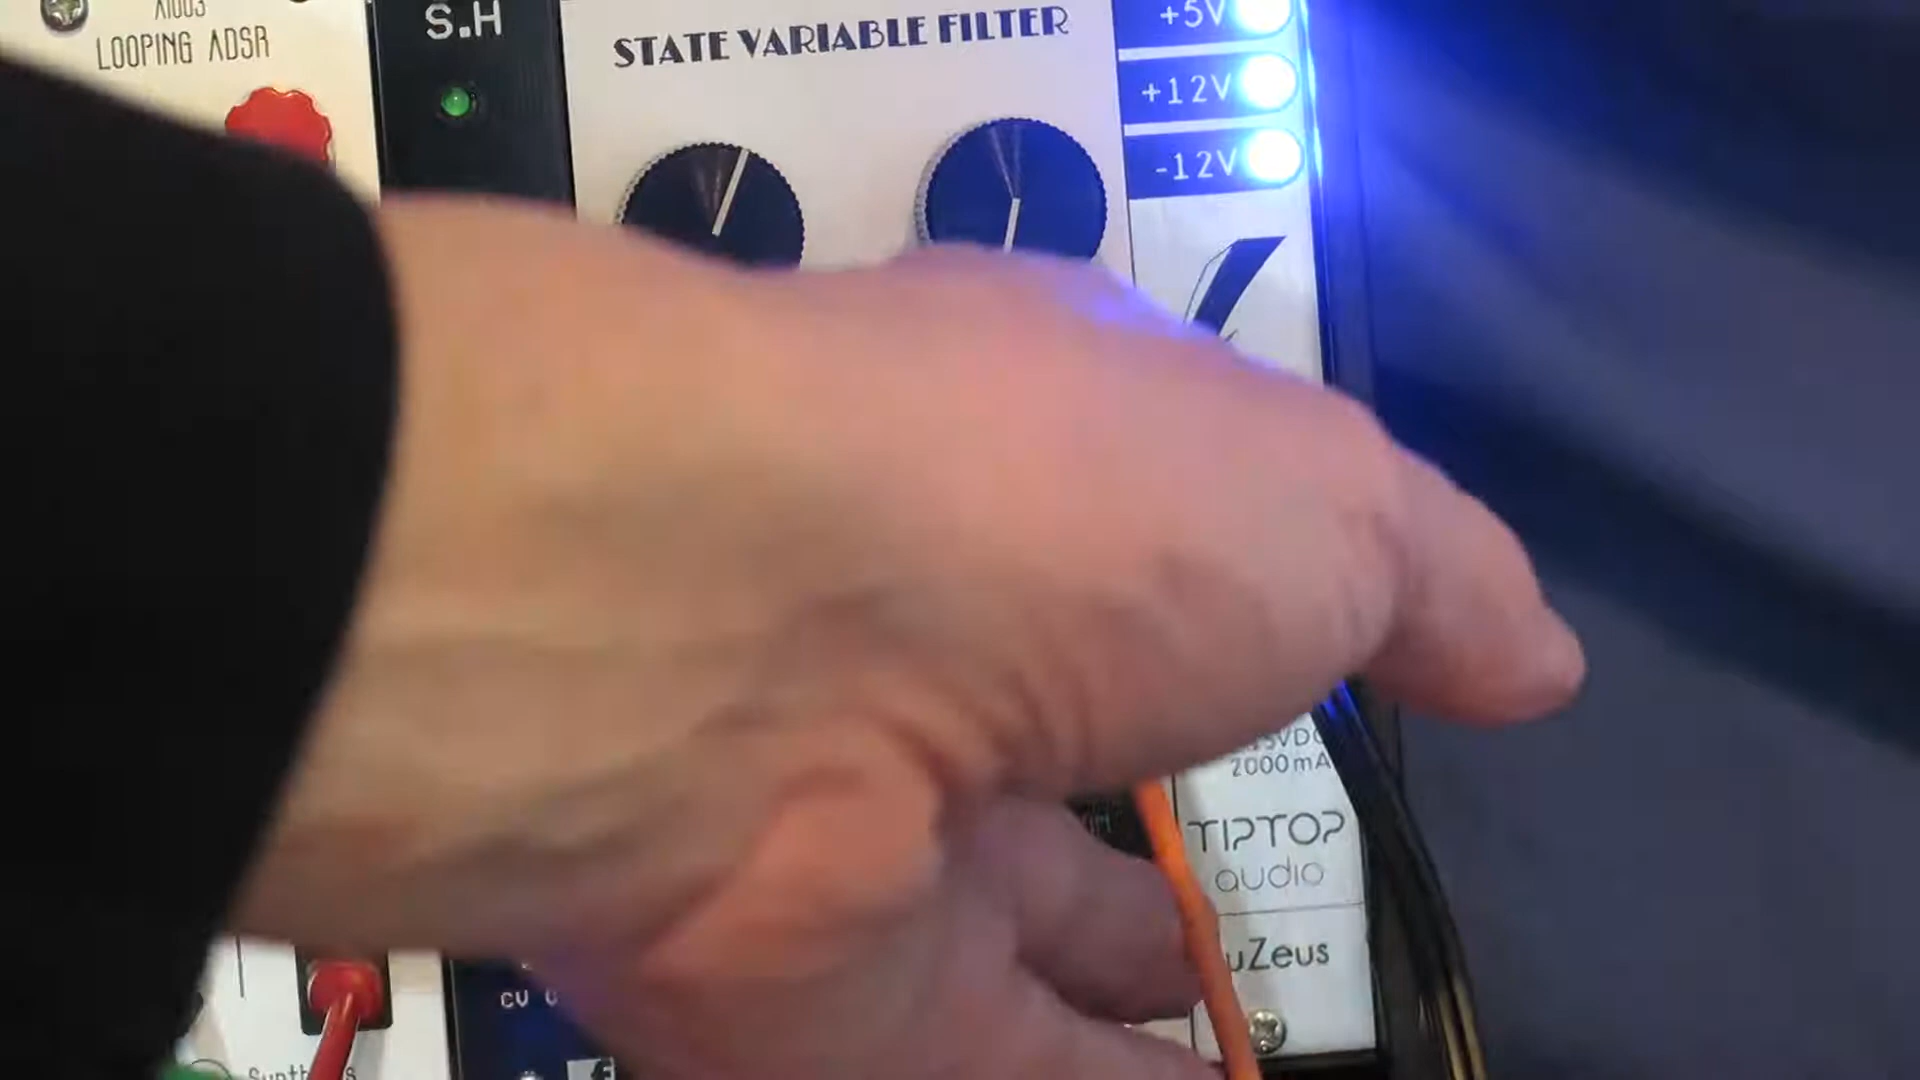 LOOPING ADSR
S.H
STATE VARIABLE FILTER
+5V
+12V
-12V
2000mA
TIPTOP
audio
uZeus
CV